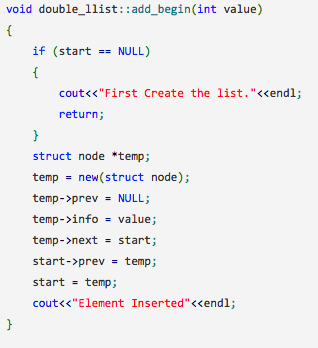 void double_llist::add_begin(int value)
{
    if (start == NULL)
    {
        cout<<"First Create the list."<<endl;
        return;
    }
    struct node *temp;
    temp = new(struct node);
    temp->prev = NULL;
    temp->info = value;
    temp->next = start;
    start->prev = temp;
    start = temp;
    cout<<"Element Inserted"<<endl;
}